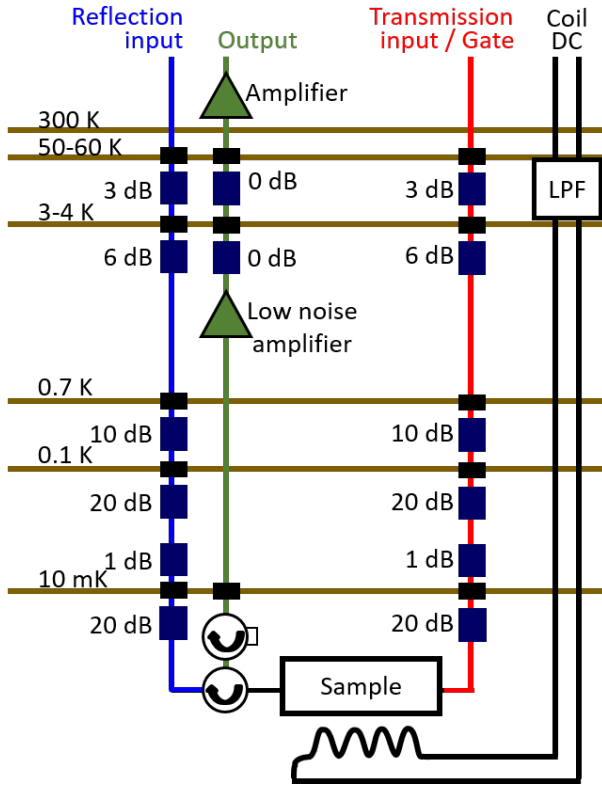 Reflection input
Output
Transmission input / Gate
Coil DC
Amplifier
300 K
50-60 K
3 dB
0 dB
3 dB
LPF
3-4 K
6 dB
0 dB
6 dB
Low noise amplifier
0.7 K
10 dB
10 dB
0.1 K
20 dB
20 dB
1 dB
1 dB
10 mK
20 dB
20 dB
Sample